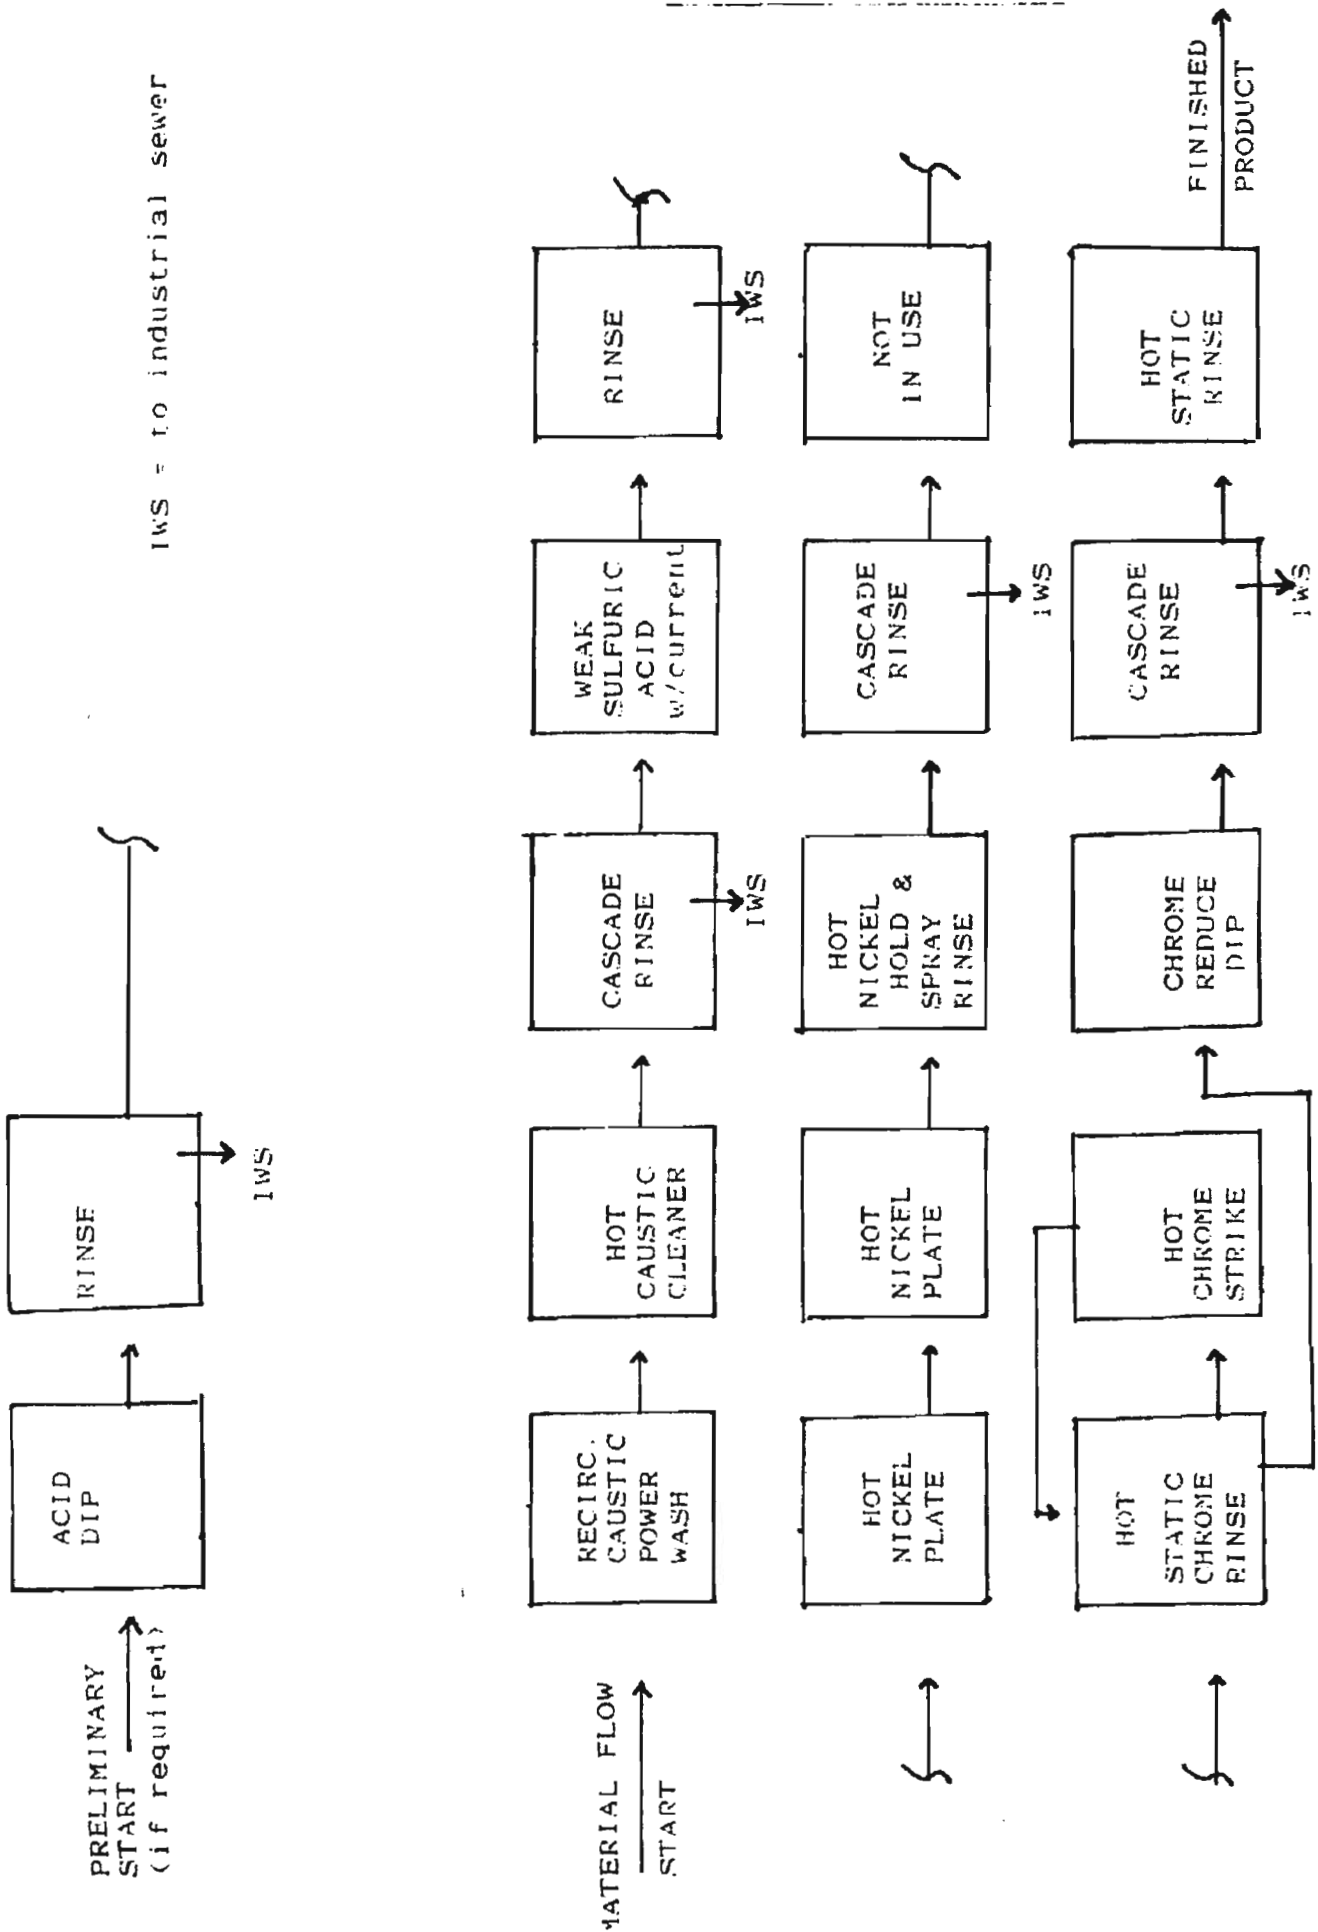 IWS = to industrial sewer
PRELIMINARY
START
(if required)
ACID
DIP
RINSE
IWS
MATERIAL FLOW
START
RECIRC.
CAUSTIC
POWER
WASH
HOT
CAUSTIC
CLEANER
CASCADE
RINSE
IWS
WEAK
SULFURIC
ACID
w/current
RINSE
IWS
HOT
NICKEL
PLATE
HOT
NICKEL
PLATE
HOT
NICKEL
HOLD &
SPRAY
RINSE
CASCADE
RINSE
IWS
NOT
IN USE
HOT
STATIC
CHROME
RINSE
HOT
CHROME
STRIKE
CHROME
REDUCE
DIP
CASCADE
RINSE
IWS
HOT
STATIC
RINSE
FINISHED
PRODUCT